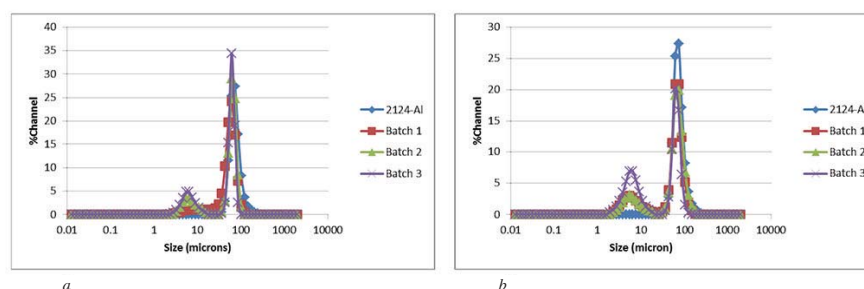 40
35
30
25
20
15
10
5
0
%Channel
0.01 0.1 1 10 100 1000 10000
Size (microns)
2124-Al
Batch 1
Batch 2
Batch 3
a
30
25
20
15
10
5
0
%Channel
0.01 0.1 1 10 100 1000 10000
Size (micron)
2124-Al
Batch 1
Batch 2
Batch 3
b